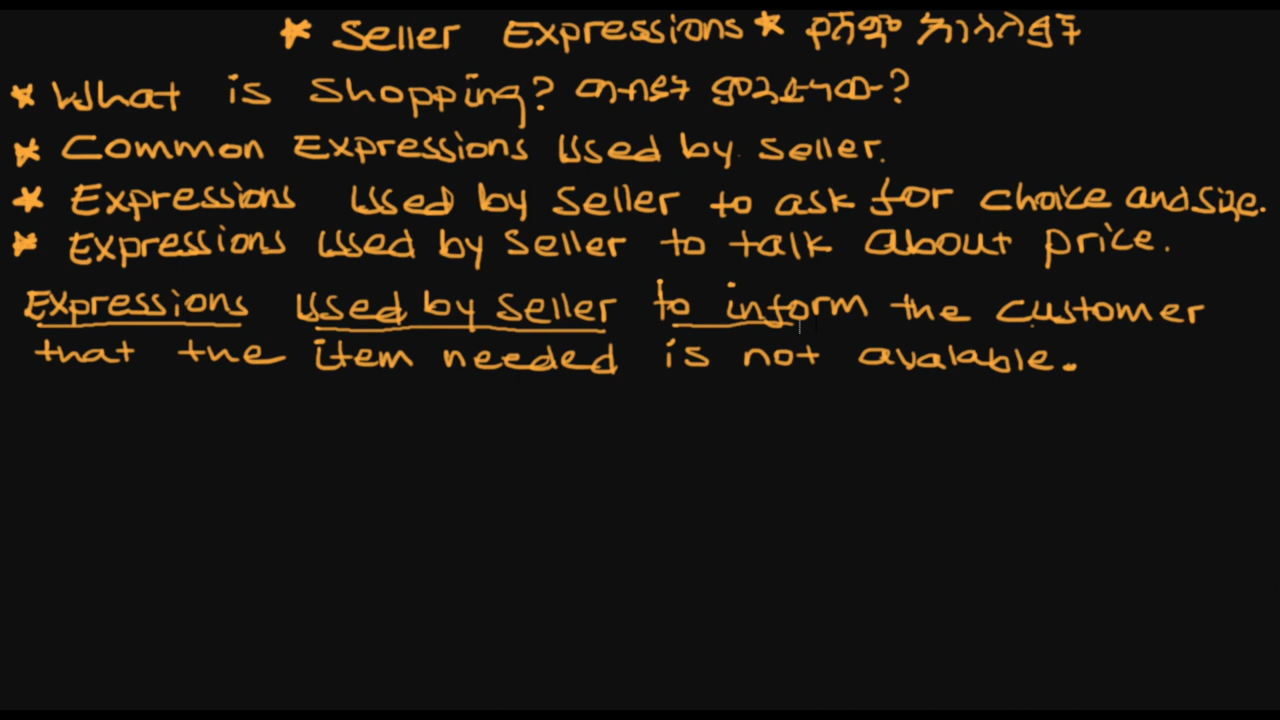 * Seller Expressions * የሻጭ አገላለፆች
* What is shopping? መገበያየት ምንድነው?
* Common Expressions Used by seller.
* Expressions Used by seller to ask for choice and size.
* Expressions Used by seller to talk about price.
Expressions Used by seller to inform the customer
that the item needed is not avalable.